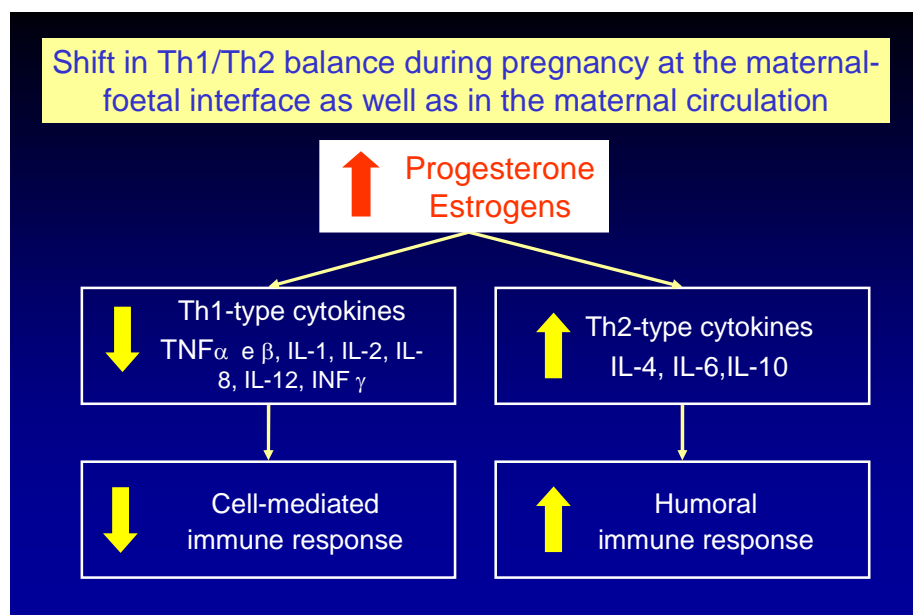 Shift in Th1/Th2 balance during pregnancy at the maternal-
foetal interface as well as in the maternal circulation
Progesterone
Estrogens
Th1-type cytokines
TNFα e β, IL-1, IL-2, IL-
8, IL-12, INF γ
Th2-type cytokines
IL-4, IL-6,IL-10
Cell-mediated
immune response
Humoral
immune response